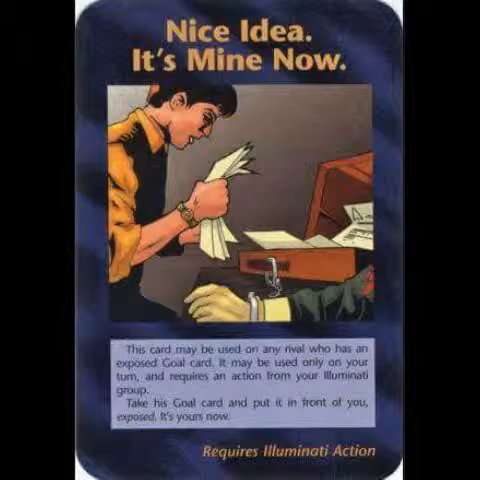 Nice Idea.
It's Mine Now.
This card may be used on any rival who has an
exposed Goal card. It may be used only on your
turn, and requires an action from your Illuminati
group.
Take his Goal card and put it in front of you,
exposed. It's yours now.
Requires Illuminati Action